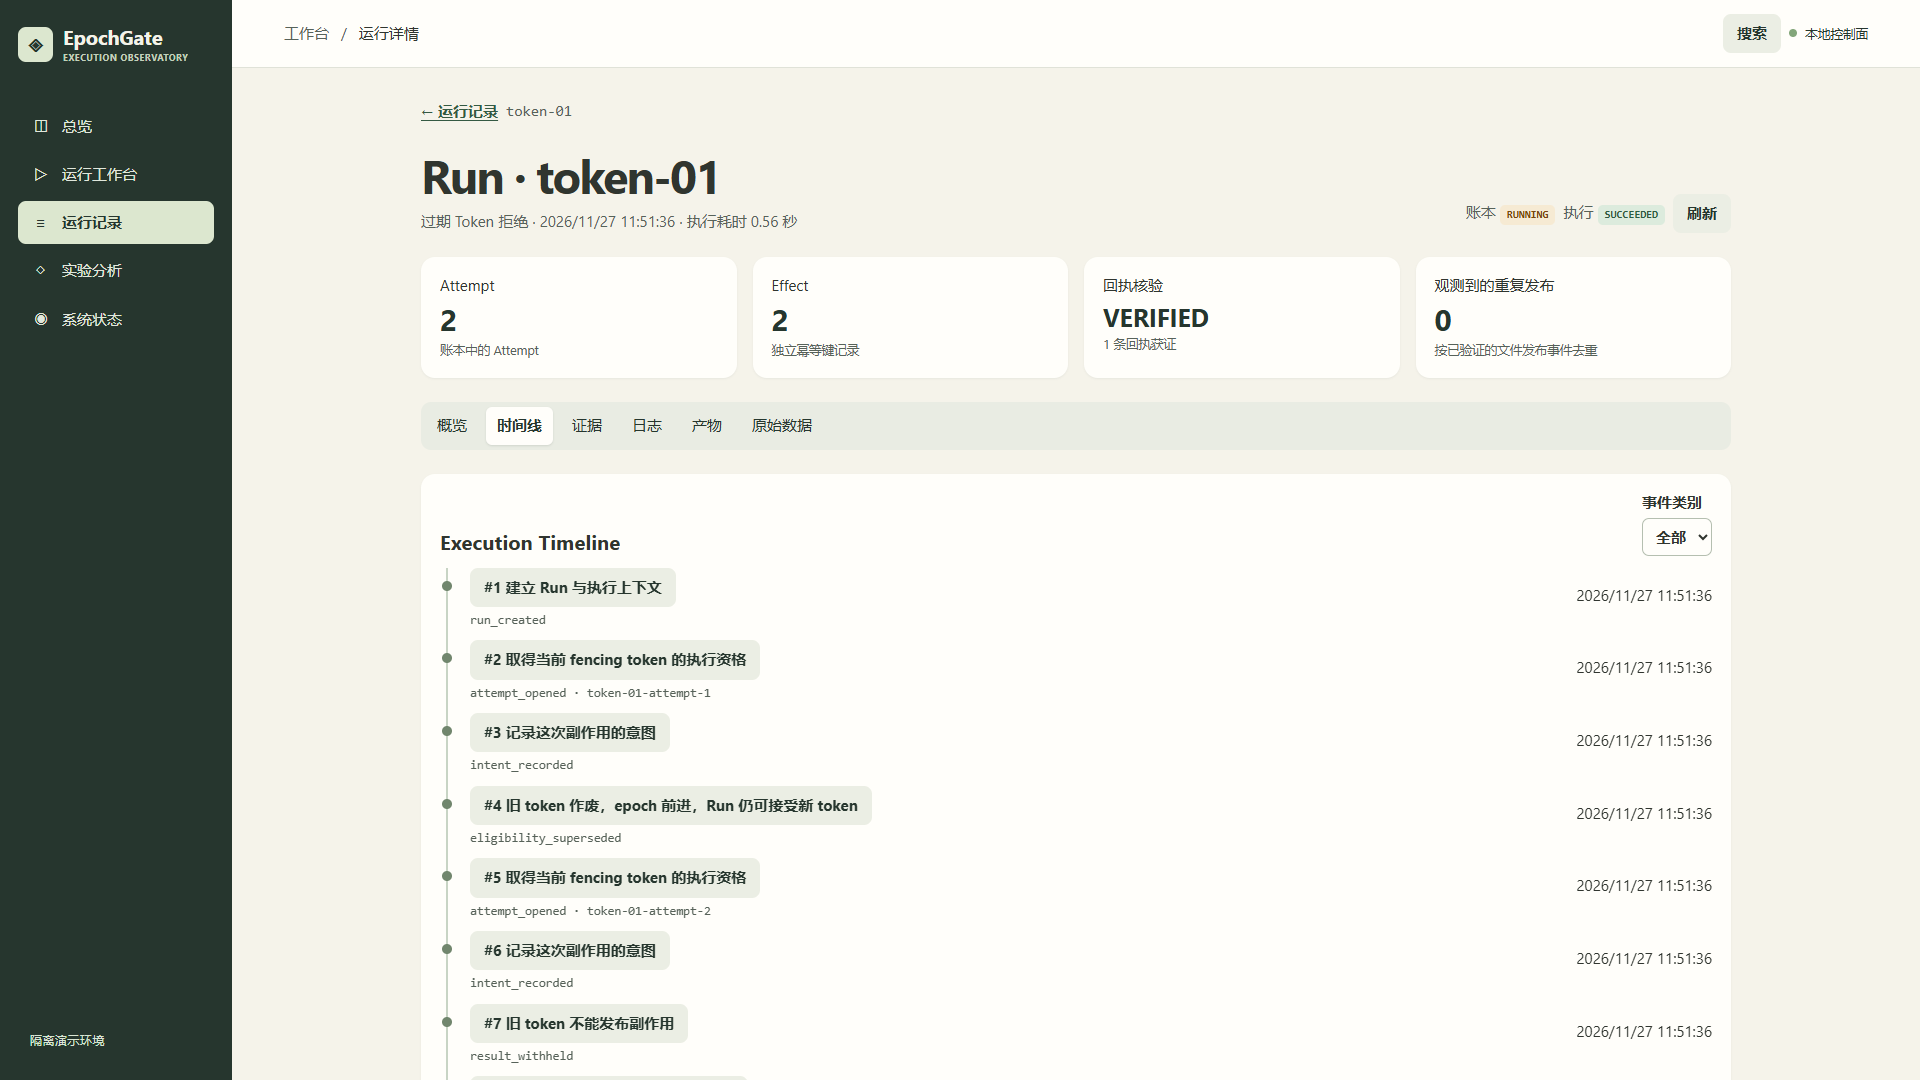 EpochGate
EXECUTION OBSERVATORY
总览
运行工作台
运行记录
实验分析
系统状态
隔离演示环境
工作台 / 运行详情
搜索
本地控制面
← 运行记录 token-01
Run · token-01
过期 Token 拒绝 · 2026/11/27 11:51:36 · 执行耗时 0.56 秒
账本 RUNNING 执行 SUCCEEDED 刷新
Attempt
2
账本中的 Attempt
Effect
2
独立幂等键记录
回执核验
VERIFIED
1 条回执获证
观测到的重复发布
0
按已验证的文件发布事件去重
概览 时间线 证据 日志 产物 原始数据
事件类别
全部
Execution Timeline
#1 建立 Run 与执行上下文
2026/11/27 11:51:36
run_created
#2 取得当前 fencing token 的执行资格
2026/11/27 11:51:36
attempt_opened · token-01-attempt-1
#3 记录这次副作用的意图
2026/11/27 11:51:36
intent_recorded
#4 旧 token 作废，epoch 前进，Run 仍可接受新 token
2026/11/27 11:51:36
eligibility_superseded
#5 取得当前 fencing token 的执行资格
2026/11/27 11:51:36
attempt_opened · token-01-attempt-2
#6 记录这次副作用的意图
2026/11/27 11:51:36
intent_recorded
#7 旧 token 不能发布副作用
2026/11/27 11:51:36
result_withheld